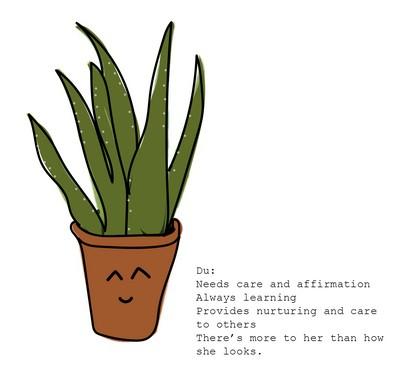 Du:
Needs care and affirmation
Always learning
Provides nurturing and care
to others
There's more to her than how
she looks.